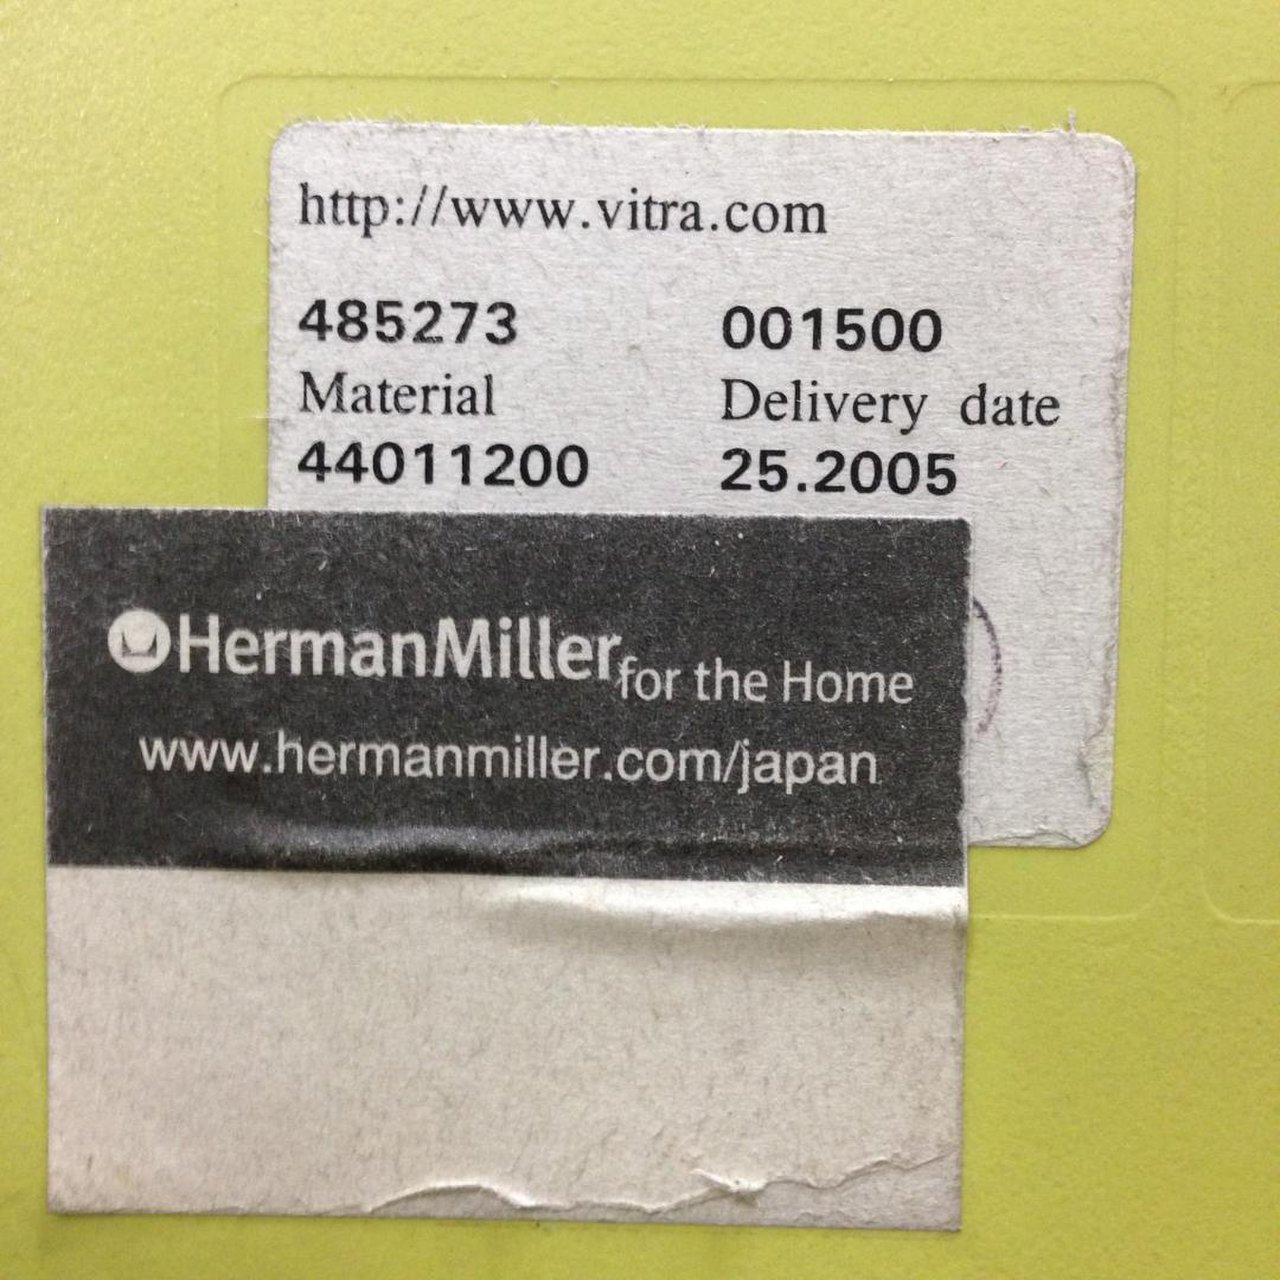 http://www.vitra.com
485273 001500
Material Delivery date
44011200 25.2005
HermanMiller for the Home
www.hermanmiller.com/japan